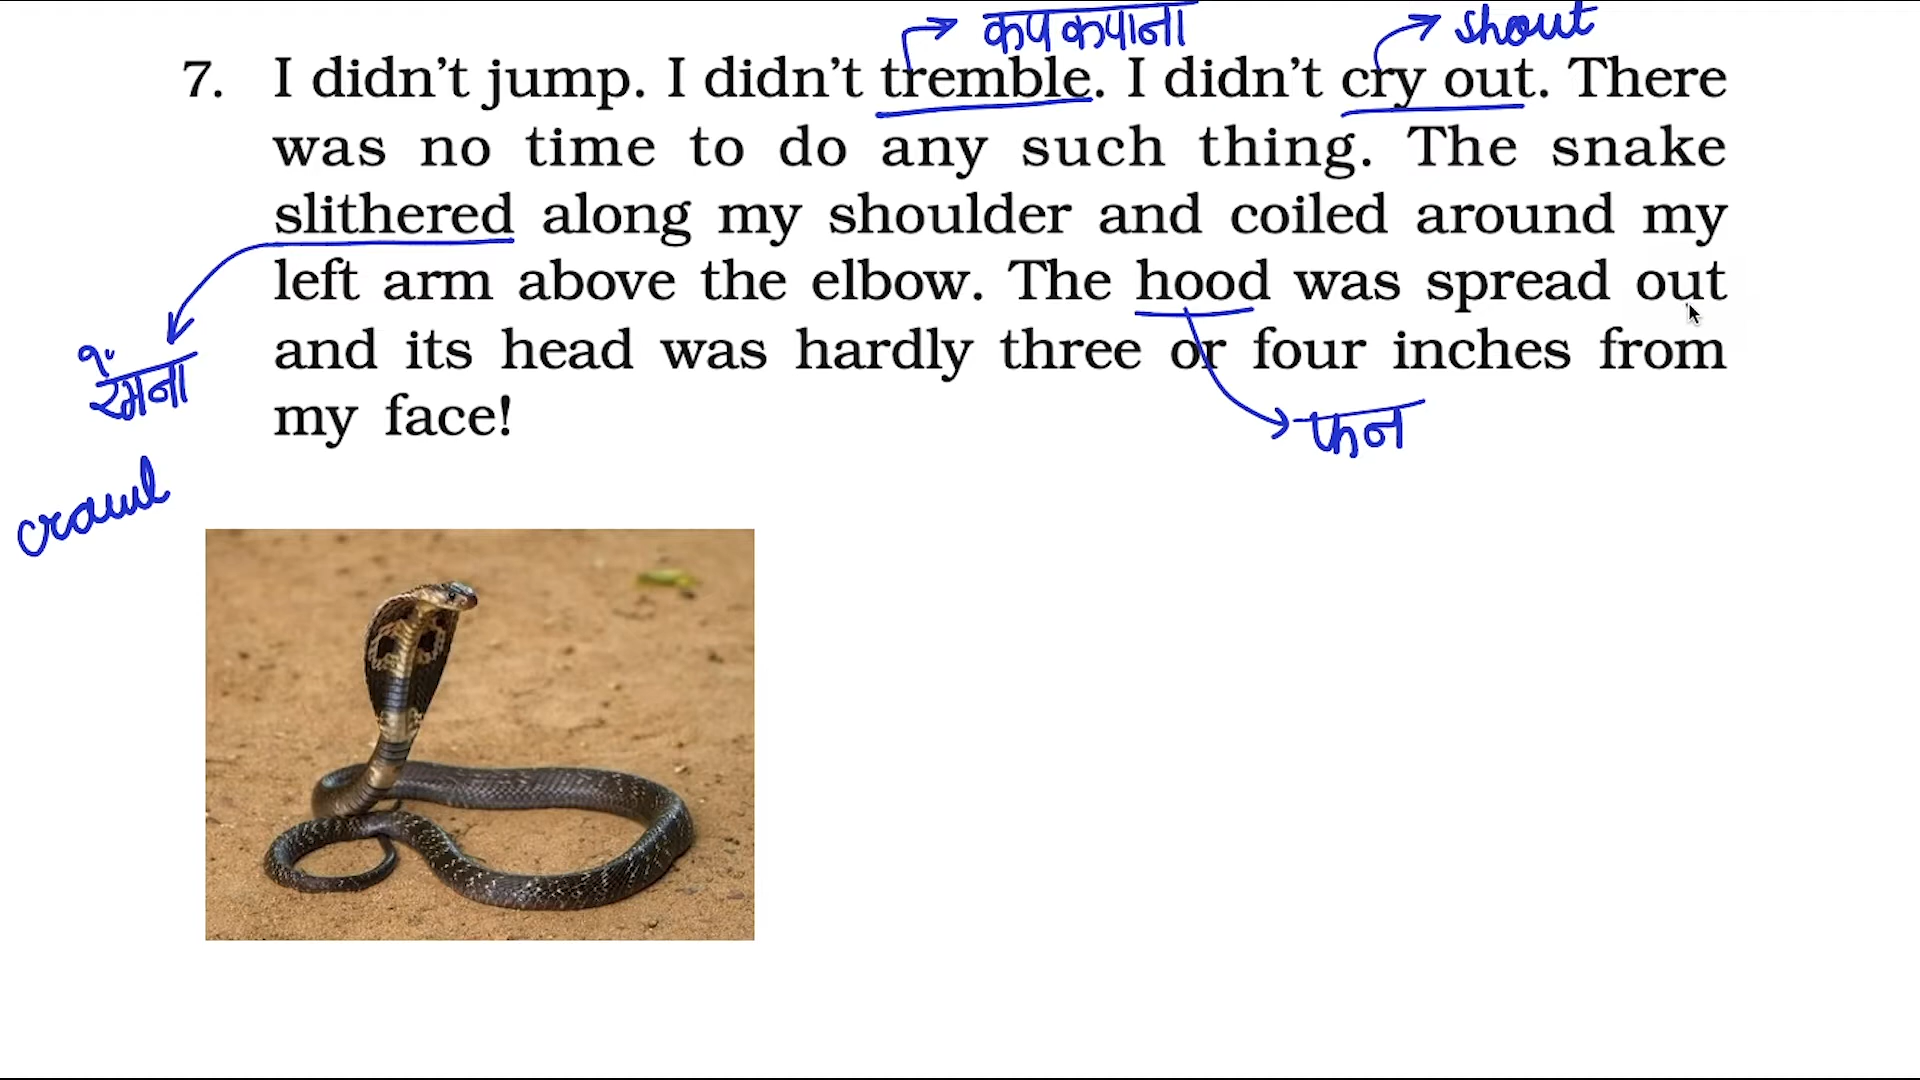 कपकपाना
shout
7. I didn’t jump. I didn’t tremble. I didn’t cry out. There
was no time to do any such thing. The snake
slithered along my shoulder and coiled around my
left arm above the elbow. The hood was spread out
and its head was hardly three or four inches from
my face!
फन
crawl